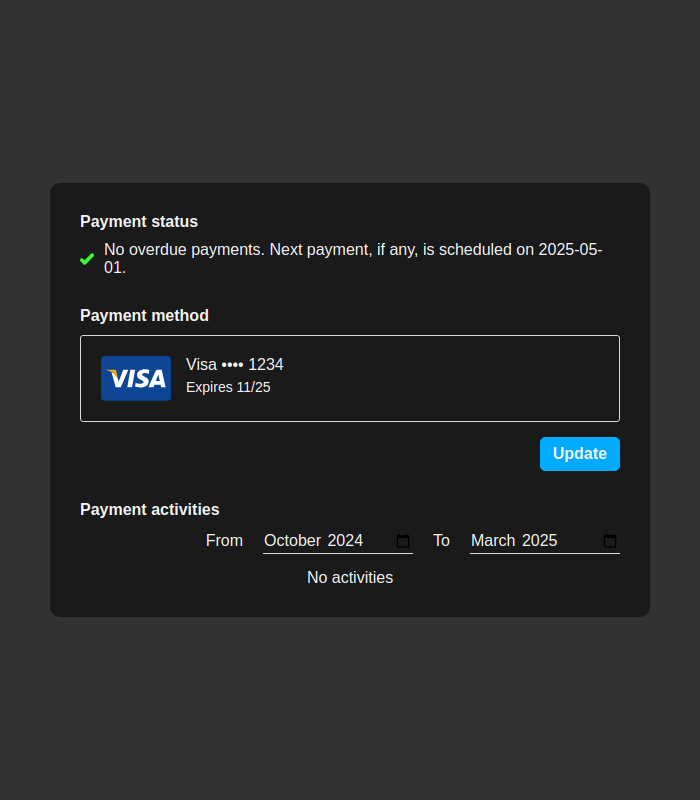 Payment status
No overdue payments. Next payment, if any, is scheduled on 2025-05-
01.
Payment method
VISA
Visa •••• 1234
Expires 11/25
Update
Payment activities
From October 2024 To March 2025
No activities